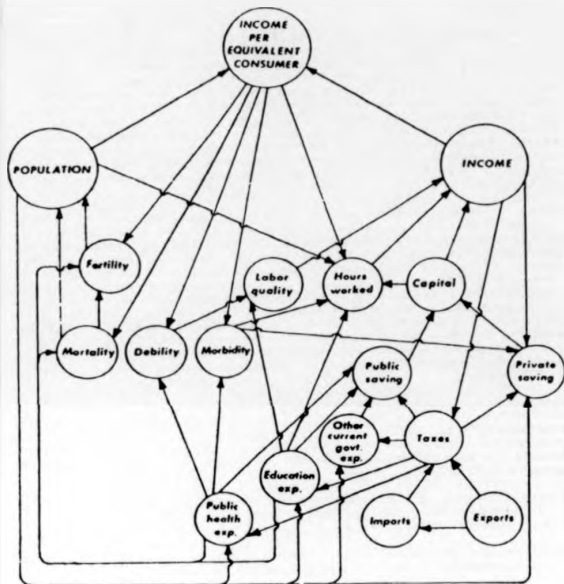 INCOME
PER
EQUIVALENT
CONSUMER
POPULATION
INCOME
Fertility
Labor
quality
Hours
worked
Capital
Mortality
Debility
Morbidity
Public
saving
Private
saving
Other
current
govt.
exp.
Taxes
Education
exp.
Public
health
exp.
Imports
Exports